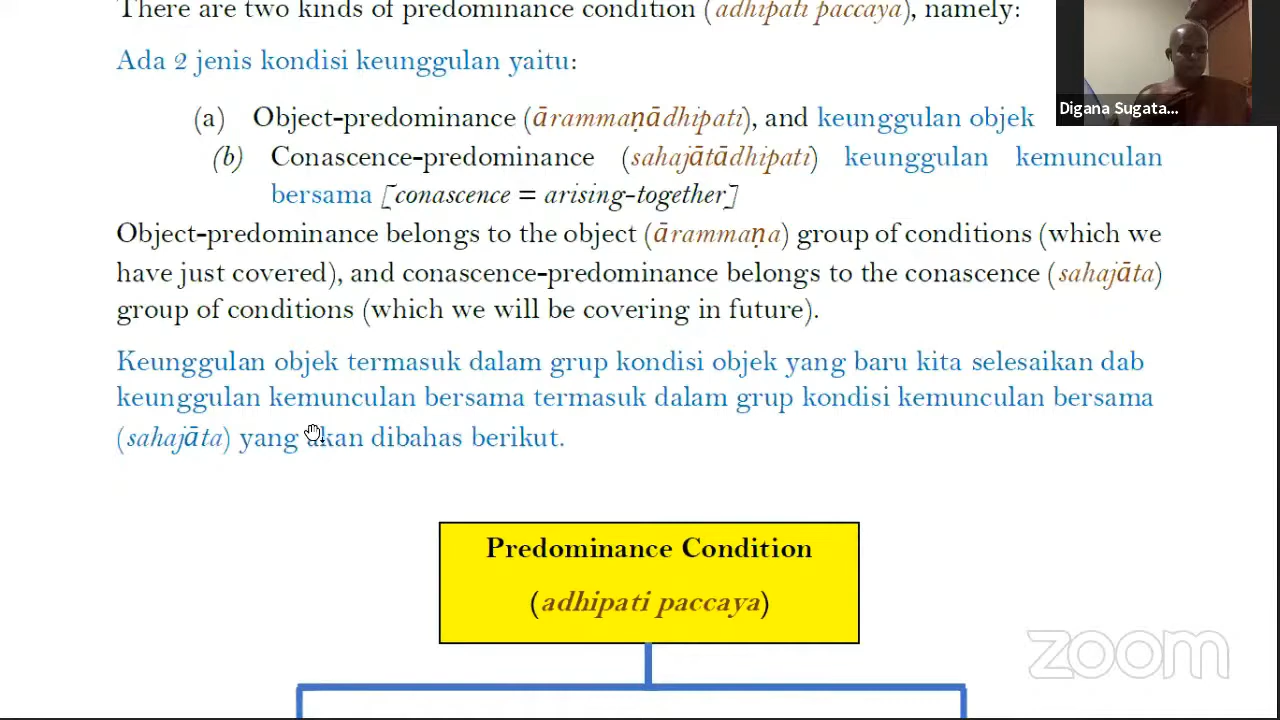 There are two kinds of predominance condition (adhipati paccaya), namely:
Ada 2 jenis kondisi keunggulan yaitu:
(a) Object-predominance (ārammaṇādhipati), and keunggulan objek
(b) Conascence-predominance (sahajātādhipati) keunggulan kemunculan
bersama [conascence = arising-together]
Object-predominance belongs to the object (ārammaṇa) group of conditions (which we
have just covered), and conascence-predominance belongs to the conascence (sahajāta)
group of conditions (which we will be covering in future).
Keunggulan objek termasuk dalam grup kondisi objek yang baru kita selesaikan dab
keunggulan kemunculan bersama termasuk dalam grup kondisi kemunculan bersama
(sahajāta) yang akan dibahas berikut.
Predominance Condition
(adhipati paccaya)
Digana Sugata...
zoom